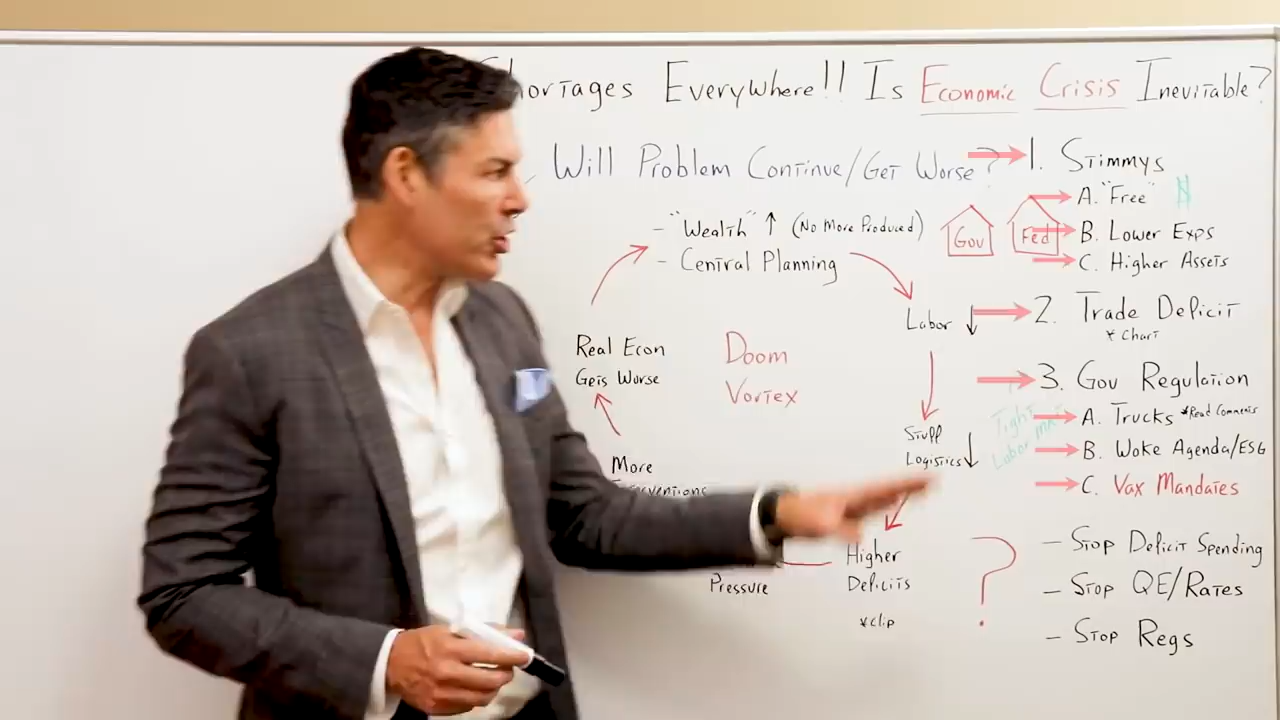 Shortages Everywhere!! Is Economic Crisis Inevitable?
Will Problem Continue/Get Worse?
- "Wealth" ↑ (No More Produced)
- Central Planning
Gov
Fed
Labor ↓
Real Econ
Gets Worse
Doom
Vortex
Stuff
Logistics ↓
More
Higher
Deficits
*clip
Pressure
?
1. Stimmys
A. "Free"
B. Lower Exps
C. Higher Assets
2. Trade Deficit
* Chart
3. Gov Regulation
Tight
Labor
A. Trucks *Read Comments
B. Woke Agenda/ESG
C. Vax Mandates
- Stop Deficit Spending
- Stop QE/Rates
- Stop Regs